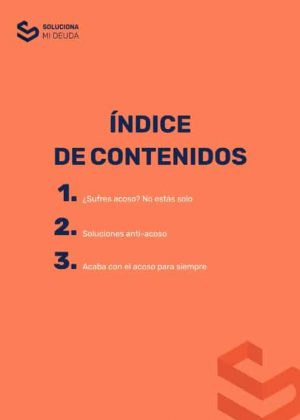 SOLUCIONA
MI DEUDA
ÍNDICE
DE CONTENIDOS
1. ¿Sufres acoso? No estás solo
2. Soluciones anti-acoso
3. Acaba con el acoso para siempre